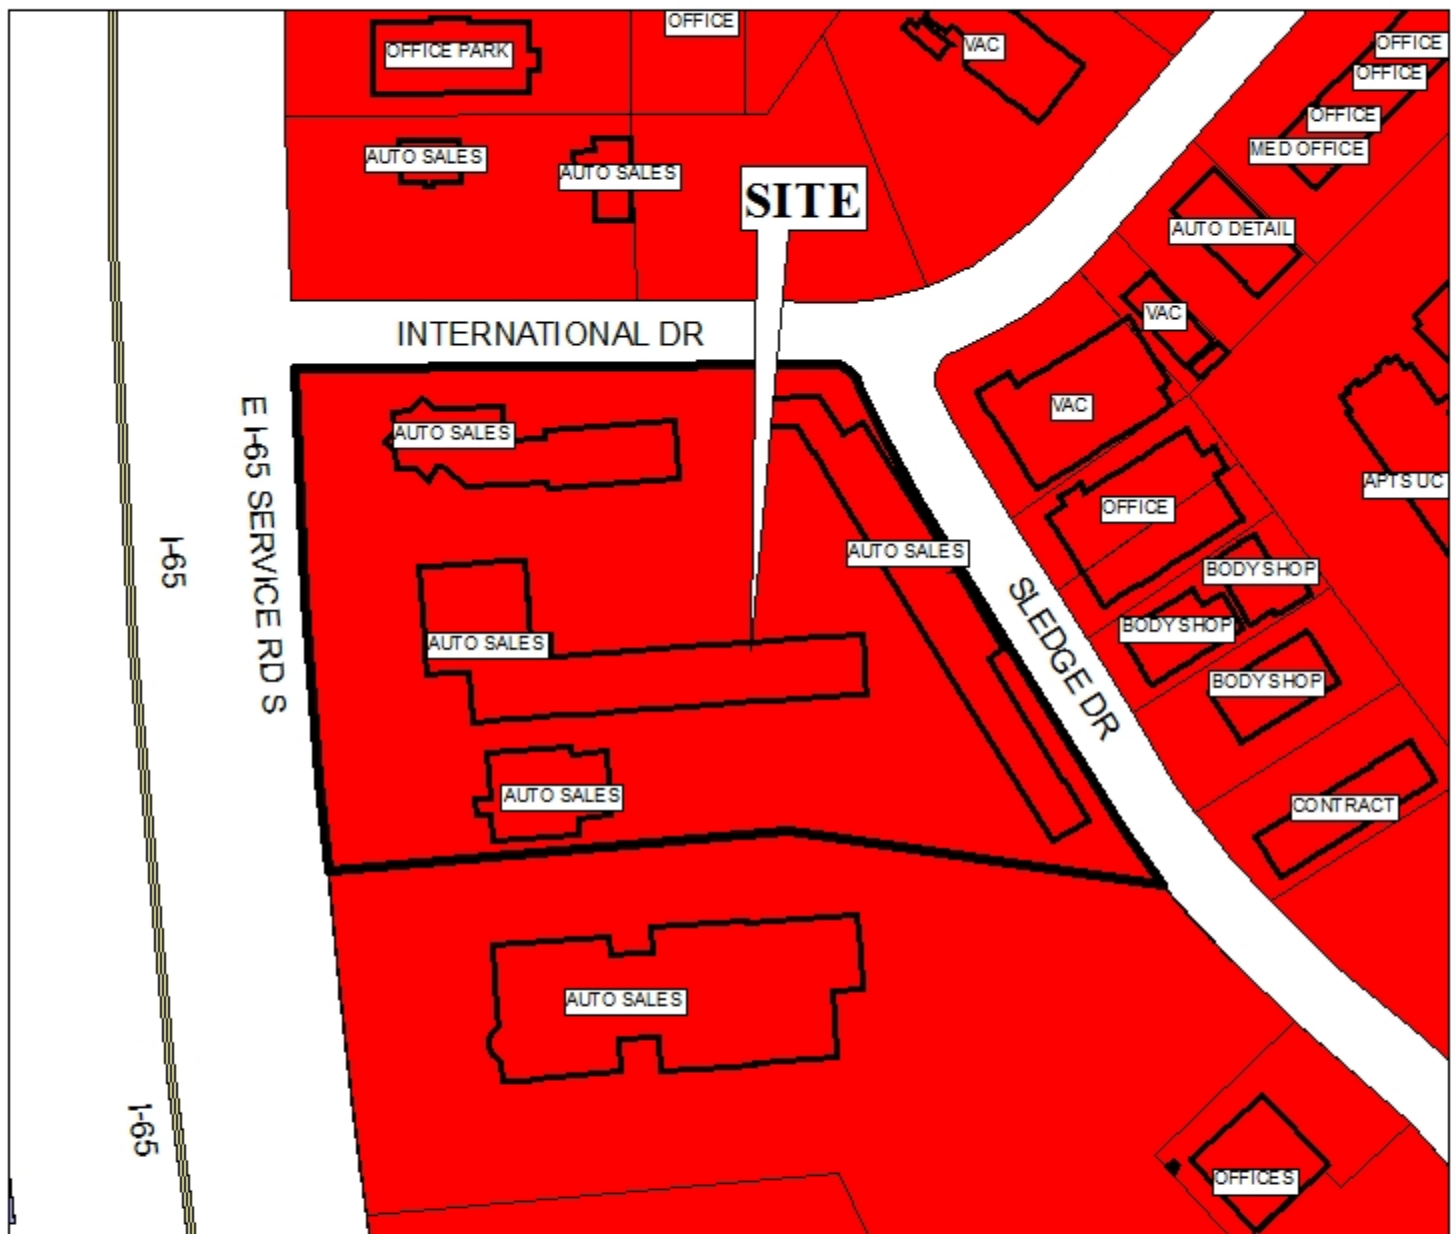 OFFICE
OFFICE PARK
VAC
OFFICE
OFFICE
OFFICE
MED OFFICE
AUTO SALES
AUTO SALES
SITE
AUTO DETAIL
VAC
INTERNATIONAL DR
VAC
AUTO SALES
E I-65 SERVICE RD S
APTS UC
OFFICE
I-65
AUTO SALES
BODY SHOP
SLEDGE DR
BODY SHOP
AUTO SALES
BODY SHOP
AUTO SALES
CONTRACT
AUTO SALES
I-65
OFFICES